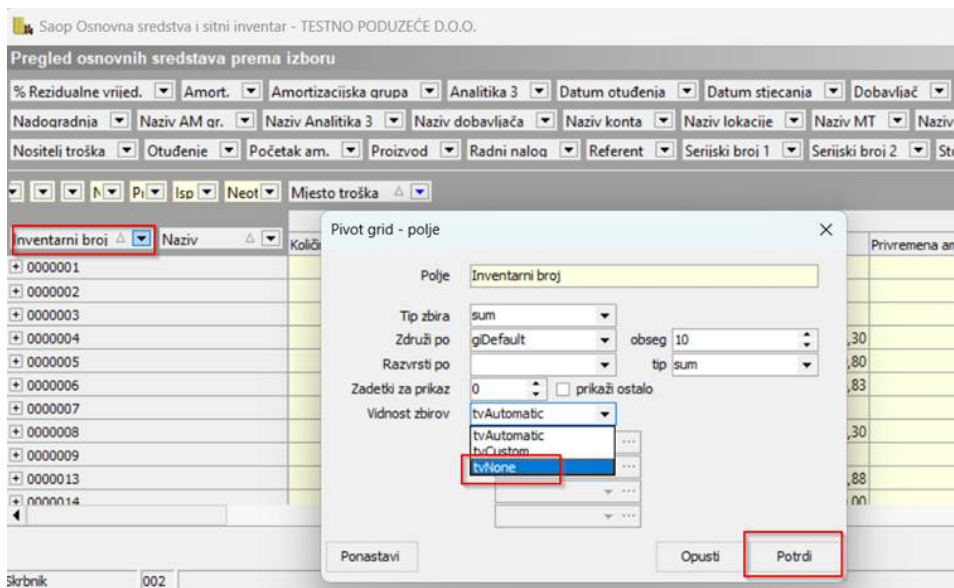 Saop Osnovna sredstva i sitni inventar - TESTNO PODUZEĆE D.O.O.
Pregled osnovnih sredstava prema izboru
% Rezidualne vrijed. Amort. Amortizacijska grupa Analitika 3 Datum otuđenja Datum stjecanja Dobavljač
Nadogradnja Naziv AM gr. Naziv Analitika 3 Naziv dobavljača Naziv konta Naziv lokacije Naziv MT Naziv
Nositelj troška Otuđenje Početak am. Proizvod Radni nalog Referent Serijski broj 1 Serijski broj 2
Isp Neot Mjesto troška
Inventarni broj Naziv
Pivot grid - polje
Privremena am
Polje Inventarni broj
Tip zbira sum
Združi po giDefault obseg 10
Razvrsti po tip sum
Zadetki za prikaz 0 prikaži ostalo
Vidnost zbirov tvAutomatic
tvAutomatic
tvCustom
tvNone
0000001
0000002
0000003
0000004 ,30
0000005 ,80
0000006 ,83
0000007
0000008 ,30
0000009
0000013 ,88
0000014 ,00
Ponastavi Opusti Potrdi
Skrbnik 002